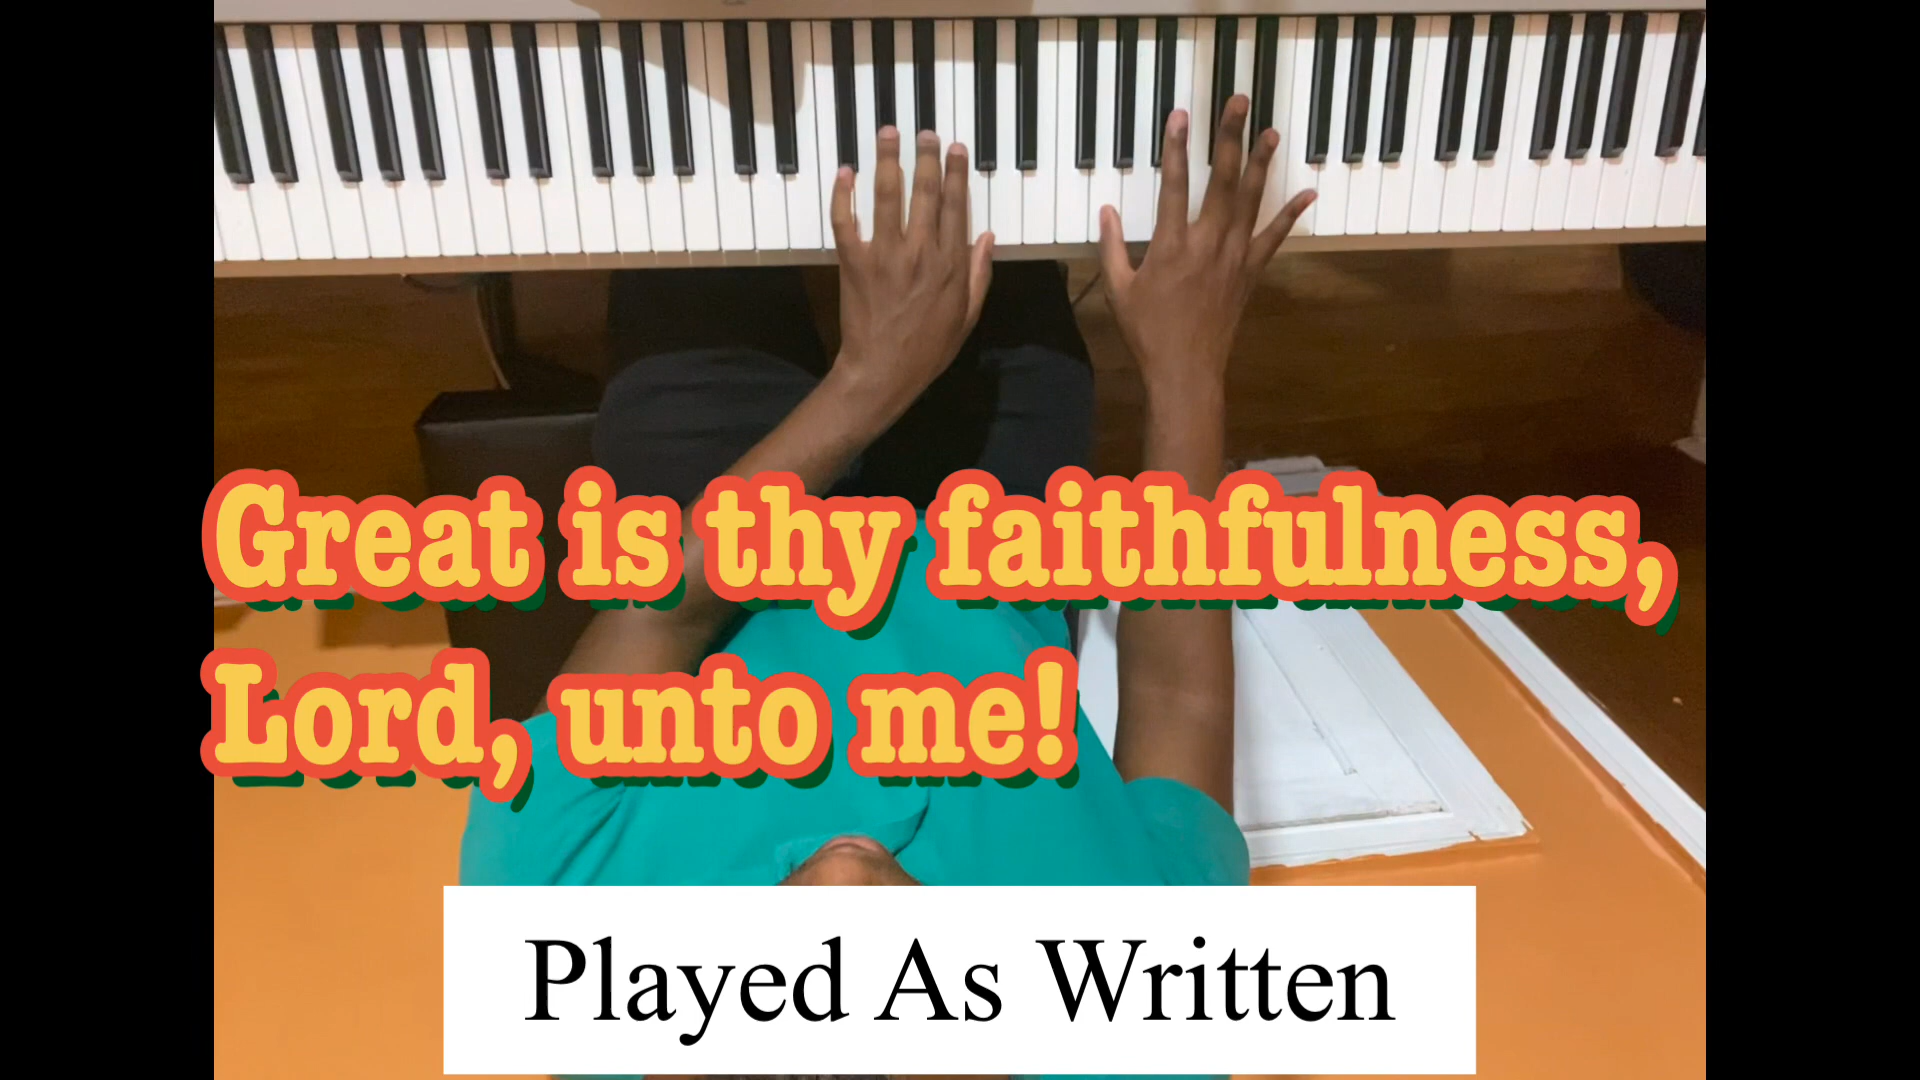 Great is thy faithfulness,
Lord, unto me!
Played As Written